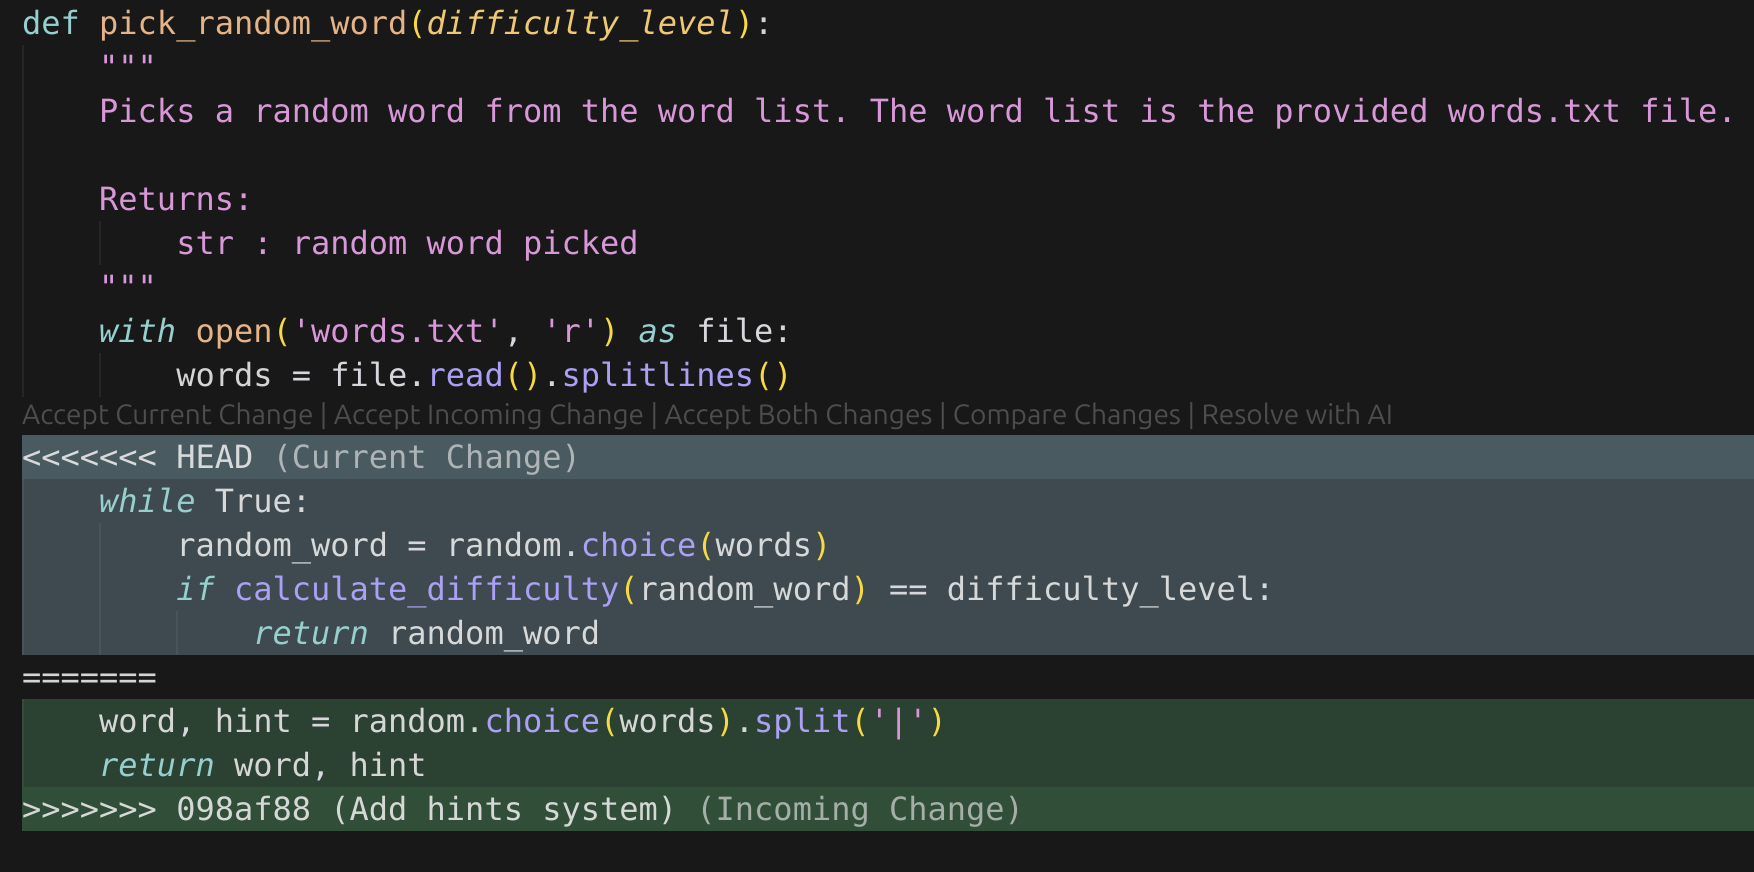 def pick_random_word(difficulty_level):
    """
    Picks a random word from the word list. The word list is the provided words.txt file.

    Returns:
        str : random word picked
    """
    with open('words.txt', 'r') as file:
        words = file.read().splitlines()
Accept Current Change | Accept Incoming Change | Accept Both Changes | Compare Changes | Resolve with AI
<<<<<<< HEAD (Current Change)
    while True:
        random_word = random.choice(words)
        if calculate_difficulty(random_word) == difficulty_level:
            return random_word
=======
    word, hint = random.choice(words).split('|')
    return word, hint
>>>>>>> 098af88 (Add hints system) (Incoming Change)